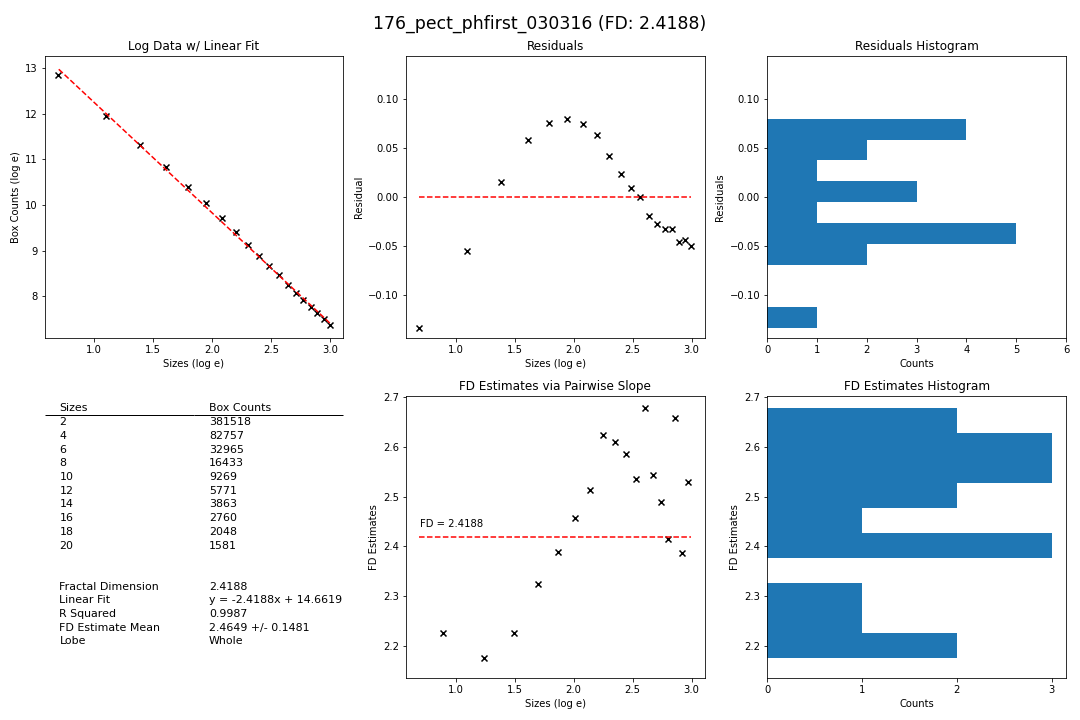 176_pect_phfirst_030316 (FD: 2.4188)
Log Data w/ Linear Fit
13
12
11
10
9
8
Box Counts (log e)
1.0 1.5 2.0 2.5 3.0
Sizes (log e)
Residuals
0.10
0.05
0.00
−0.05
−0.10
Residual
1.0 1.5 2.0 2.5 3.0
Sizes (log e)
Residuals Histogram
0.10
0.05
0.00
−0.05
−0.10
Residuals
0 1 2 3 4 5 6
Counts
Sizes Box Counts
2 381518
4 82757
6 32965
8 16433
10 9269
12 5771
14 3863
16 2760
18 2048
20 1581
Fractal Dimension 2.4188
Linear Fit y = -2.4188x + 14.6619
R Squared 0.9987
FD Estimate Mean 2.4649 +/- 0.1481
Lobe Whole
FD Estimates via Pairwise Slope
2.7
2.6
2.5
2.4
2.3
2.2
FD Estimates
FD = 2.4188
1.0 1.5 2.0 2.5 3.0
Sizes (log e)
FD Estimates Histogram
2.7
2.6
2.5
2.4
2.3
2.2
FD Estimates
0 1 2 3
Counts